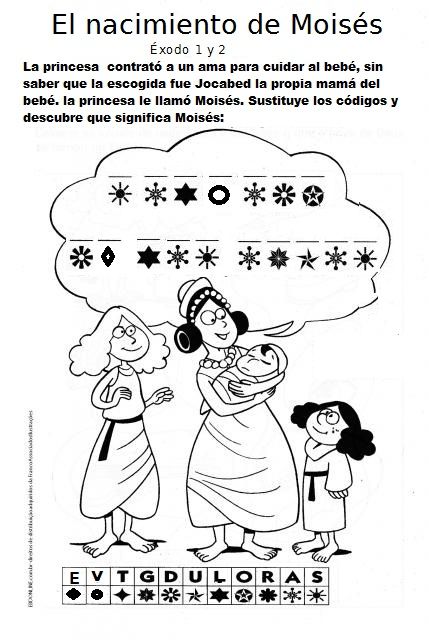 El nacimiento de Moisés
Éxodo 1 y 2
La princesa contrató a un ama para cuidar al bebé, sin
saber que la escogida fue Jocabed la propia mamá del
bebé. la princesa le llamó Moisés. Sustituye los códigos y
descubre que significa Moisés:
E V T G D U L O R A S